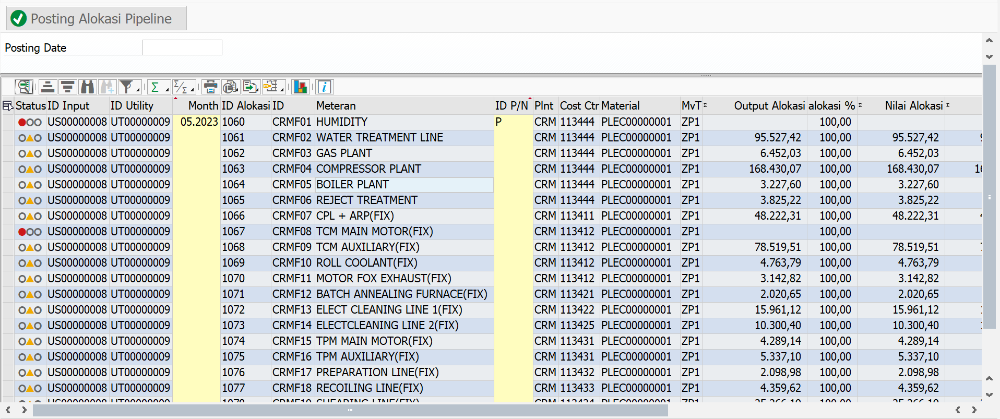 Posting Alokasi Pipeline
Posting Date
Status ID Input ID Utility Month ID Alokasi ID Meteran ID P/N Plnt Cost Ctr Material MvT Σ Output Alokasi alokasi % Σ Nilai Alokasi Σ
US00000008 UT00000009 05.2023 1060 CRMF01 HUMIDITY P CRM 113444 PLEC00000001 ZP1 100,00
US00000008 UT00000009 1061 CRMF02 WATER TREATMENT LINE CRM 113444 PLEC00000001 ZP1 95.527,42 100,00 95.527,42
US00000008 UT00000009 1062 CRMF03 GAS PLANT CRM 113444 PLEC00000001 ZP1 6.452,03 100,00 6.452,03
US00000008 UT00000009 1063 CRMF04 COMPRESSOR PLANT CRM 113444 PLEC00000001 ZP1 168.430,07 100,00 168.430,07
US00000008 UT00000009 1064 CRMF05 BOILER PLANT CRM 113444 PLEC00000001 ZP1 3.227,60 100,00 3.227,60
US00000008 UT00000009 1065 CRMF06 REJECT TREATMENT CRM 113444 PLEC00000001 ZP1 3.825,22 100,00 3.825,22
US00000008 UT00000009 1066 CRMF07 CPL + ARP(FIX) CRM 113411 PLEC00000001 ZP1 48.222,31 100,00 48.222,31
US00000008 UT00000009 1067 CRMF08 TCM MAIN MOTOR(FIX) CRM 113412 PLEC00000001 ZP1 100,00
US00000008 UT00000009 1068 CRMF09 TCM AUXILIARY(FIX) CRM 113412 PLEC00000001 ZP1 78.519,51 100,00 78.519,51
US00000008 UT00000009 1069 CRMF10 ROLL COOLANT(FIX) CRM 113412 PLEC00000001 ZP1 4.763,79 100,00 4.763,79
US00000008 UT00000009 1070 CRMF11 MOTOR FOX EXHAUST(FIX) CRM 113412 PLEC00000001 ZP1 3.142,82 100,00 3.142,82
US00000008 UT00000009 1071 CRMF12 BATCH ANNEALING FURNACE(FIX) CRM 113421 PLEC00000001 ZP1 2.020,65 100,00 2.020,65
US00000008 UT00000009 1072 CRMF13 ELECT CLEANING LINE 1(FIX) CRM 113422 PLEC00000001 ZP1 15.961,12 100,00 15.961,12
US00000008 UT00000009 1073 CRMF14 ELECTCLEANING LINE 2(FIX) CRM 113425 PLEC00000001 ZP1 10.300,40 100,00 10.300,40
US00000008 UT00000009 1074 CRMF15 TPM MAIN MOTOR(FIX) CRM 113431 PLEC00000001 ZP1 4.289,14 100,00 4.289,14
US00000008 UT00000009 1075 CRMF16 TPM AUXILIARY(FIX) CRM 113431 PLEC00000001 ZP1 5.337,10 100,00 5.337,10
US00000008 UT00000009 1076 CRMF17 PREPARATION LINE(FIX) CRM 113432 PLEC00000001 ZP1 2.098,98 100,00 2.098,98
US00000008 UT00000009 1077 CRMF18 RECOILING LINE(FIX) CRM 113433 PLEC00000001 ZP1 4.359,62 100,00 4.359,62